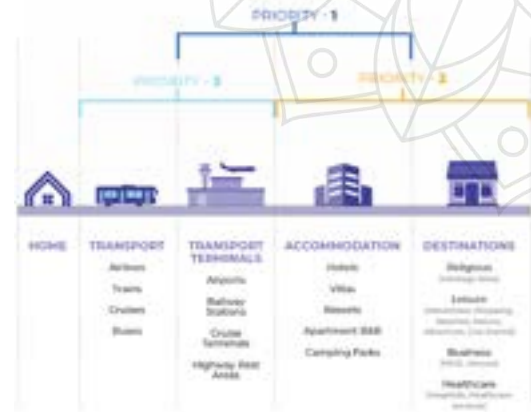 PRIORITY - 1
PRIORITY - 3
PRIORITY - 2
HOME
TRANSPORT
Airlines
Trains
Cruises
Buses
TRANSPORT
TERMINALS
Airports
Railway
Stations
Cruise
Terminals
Highway Rest
Areas
ACCOMMODATION
Hotels
Villas
Resorts
Apartment B&B
Camping Parks
DESTINATIONS
Religious
Leisure
Business
Healthcare